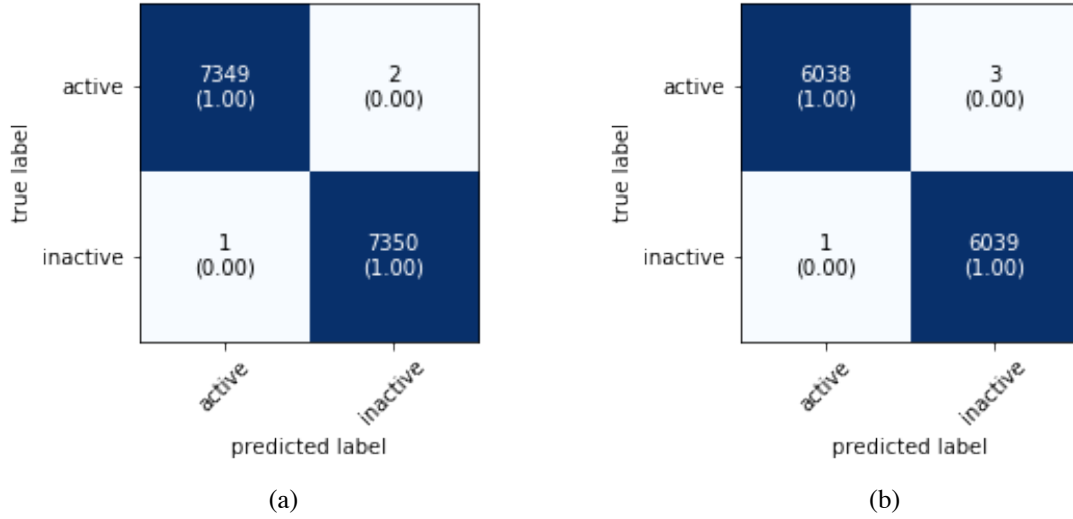 active
7349
(1.00)
2
(0.00)
inactive
1
(0.00)
7350
(1.00)
true label
active
inactive
predicted label
(a)
active
6038
(1.00)
3
(0.00)
inactive
1
(0.00)
6039
(1.00)
true label
active
inactive
predicted label
(b)